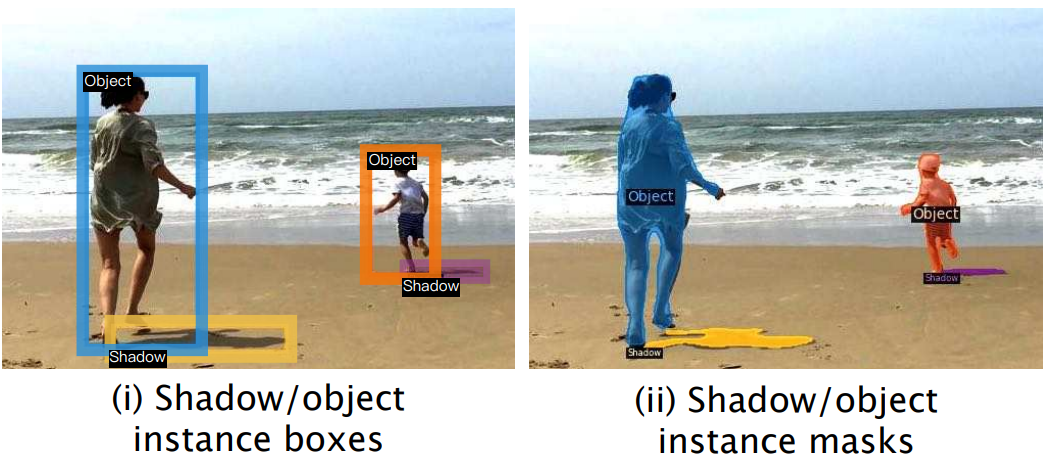 Object
Object
Shadow
Shadow
Object
Object
Shadow
Shadow
(i) Shadow/object
instance boxes
(ii) Shadow/object
instance masks